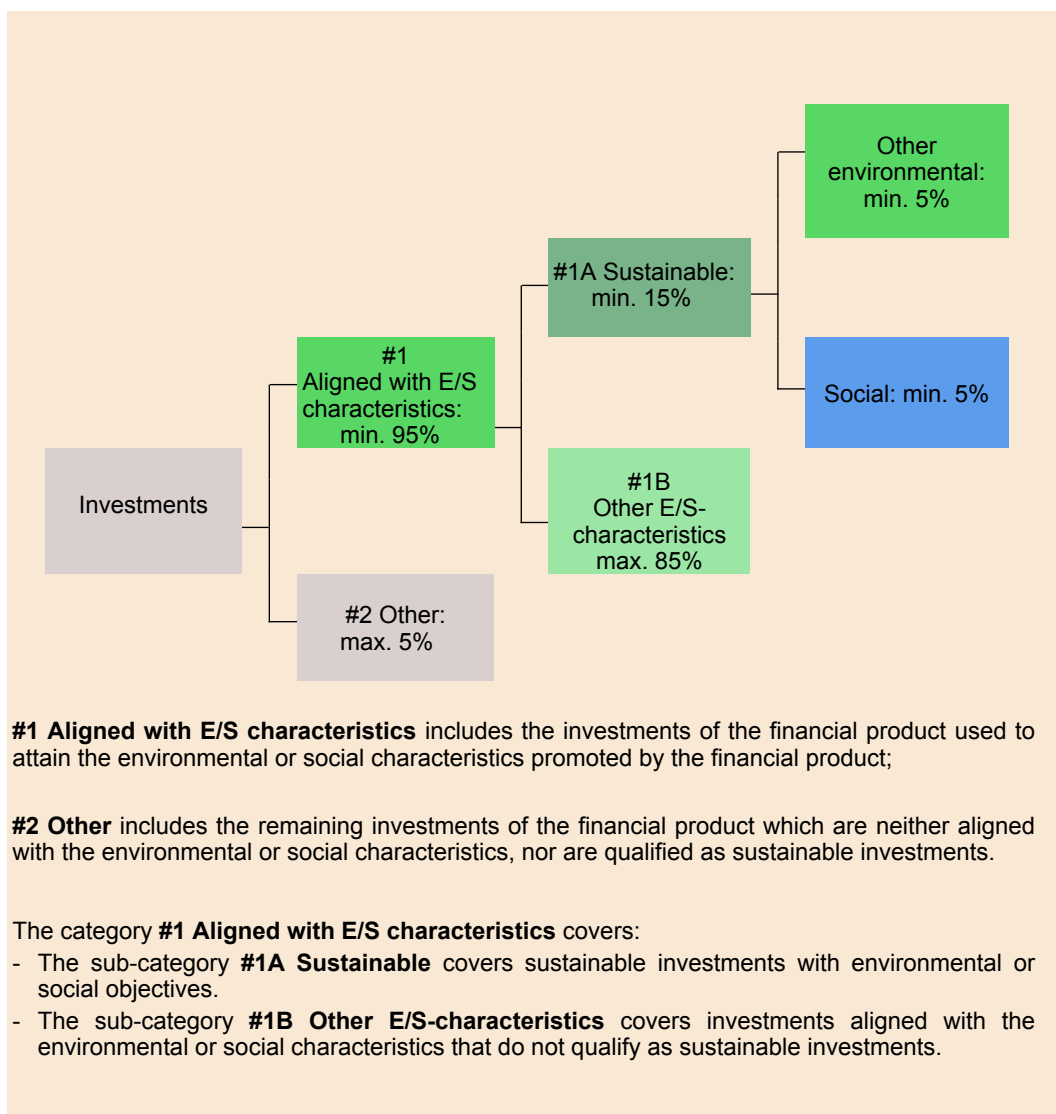 Other
environmental:
min. 5%
#1A Sustainable:
min. 15%
#1
Aligned with E/S
characteristics:
min. 95%
Social: min. 5%
Investments
#1B
Other E/S-
characteristics
max. 85%
#2 Other:
max. 5%
#1 Aligned with E/S characteristics includes the investments of the financial product used to
attain the environmental or social characteristics promoted by the financial product;
#2 Other includes the remaining investments of the financial product which are neither aligned
with the environmental or social characteristics, nor are qualified as sustainable investments.
The category #1 Aligned with E/S characteristics covers:
- The sub-category #1A Sustainable covers sustainable investments with environmental or
social objectives.
- The sub-category #1B Other E/S-characteristics covers investments aligned with the
environmental or social characteristics that do not qualify as sustainable investments.